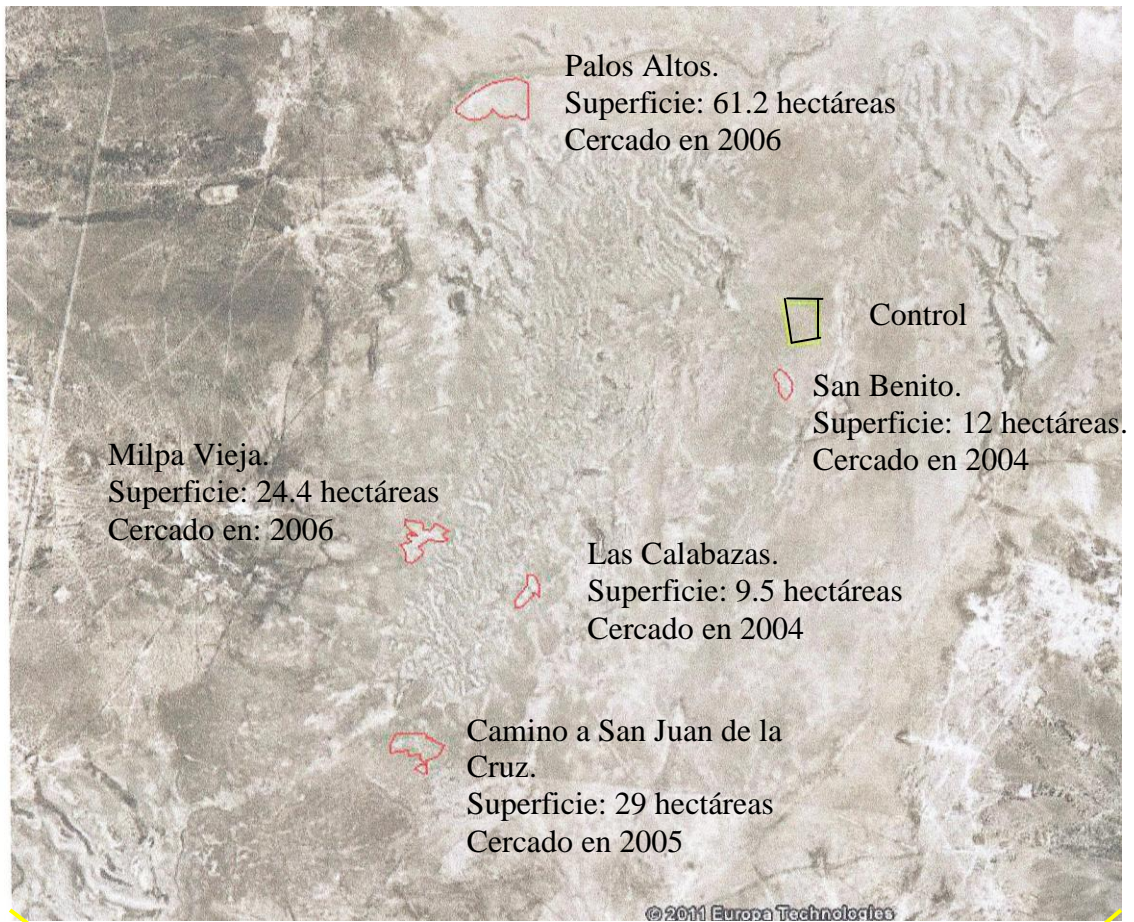 Palos Altos.
Superficie: 61.2 hectáreas
Cercado en 2006
Control
San Benito.
Superficie: 12 hectáreas.
Cercado en 2004
Milpa Vieja.
Superficie: 24.4 hectáreas
Cercado en: 2006
Las Calabazas.
Superficie: 9.5 hectáreas
Cercado en 2004
Camino a San Juan de la
Cruz.
Superficie: 29 hectáreas
Cercado en 2005
© 2011 Europa Technologies